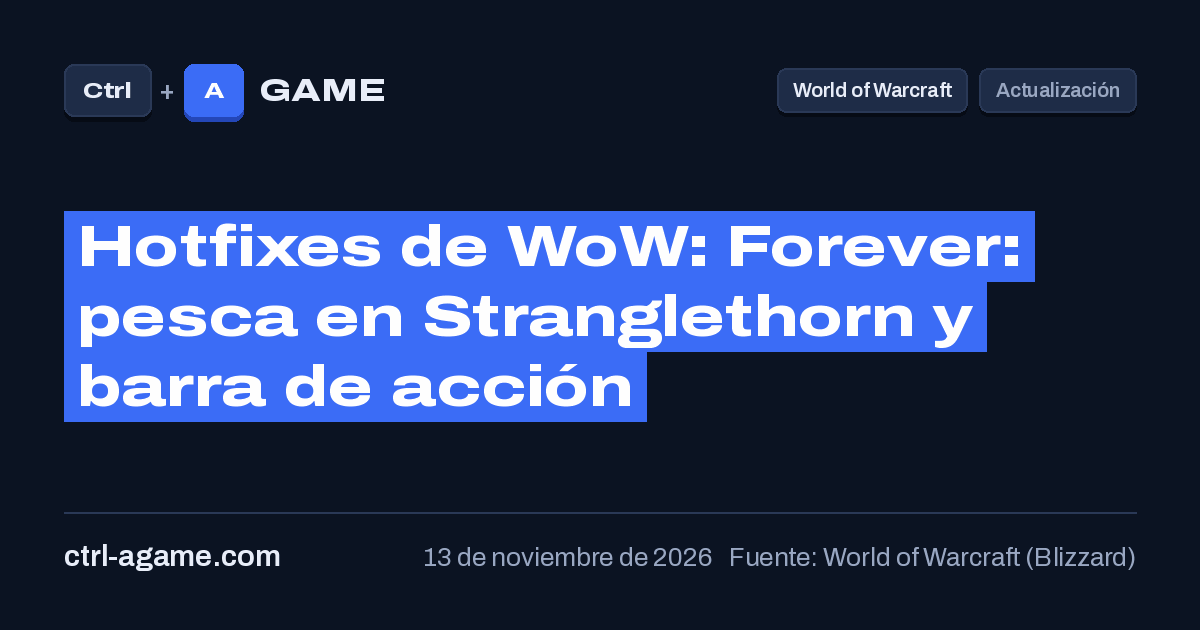 Ctrl + A GAME
World of Warcraft
Actualización
Hotfixes de WoW: Forever:
pesca en Stranglethorn y
barra de acción
ctrl-agame.com
13 de noviembre de 2026 Fuente: World of Warcraft (Blizzard)